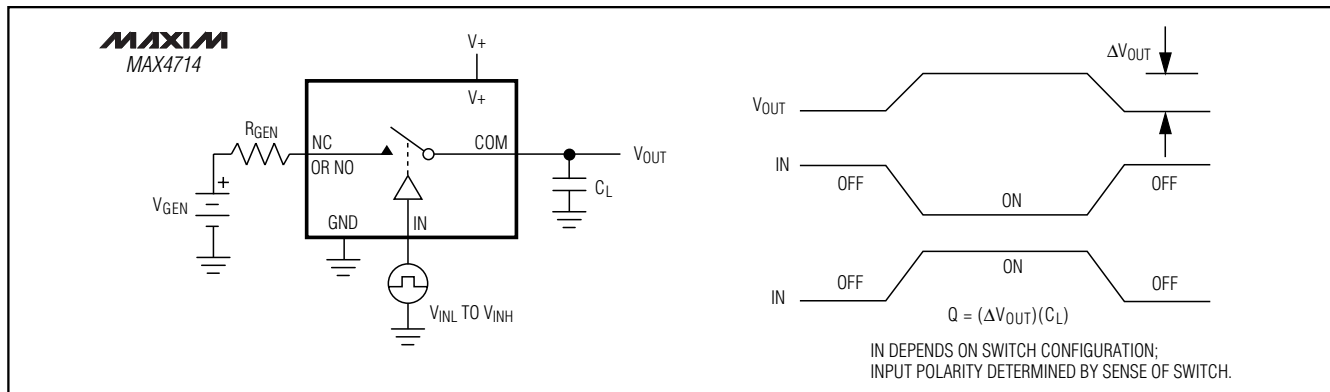 MAXIM
MAX4714
V+
V+
RGEN
NC
OR NO
COM
VOUT
CL
+
VGEN
GND
IN
VINL TO VINH
ΔVOUT
VOUT
IN
OFF
ON
OFF
IN
OFF
ON
OFF
Q = (ΔVOUT)(CL)
IN DEPENDS ON SWITCH CONFIGURATION;
INPUT POLARITY DETERMINED BY SENSE OF SWITCH.